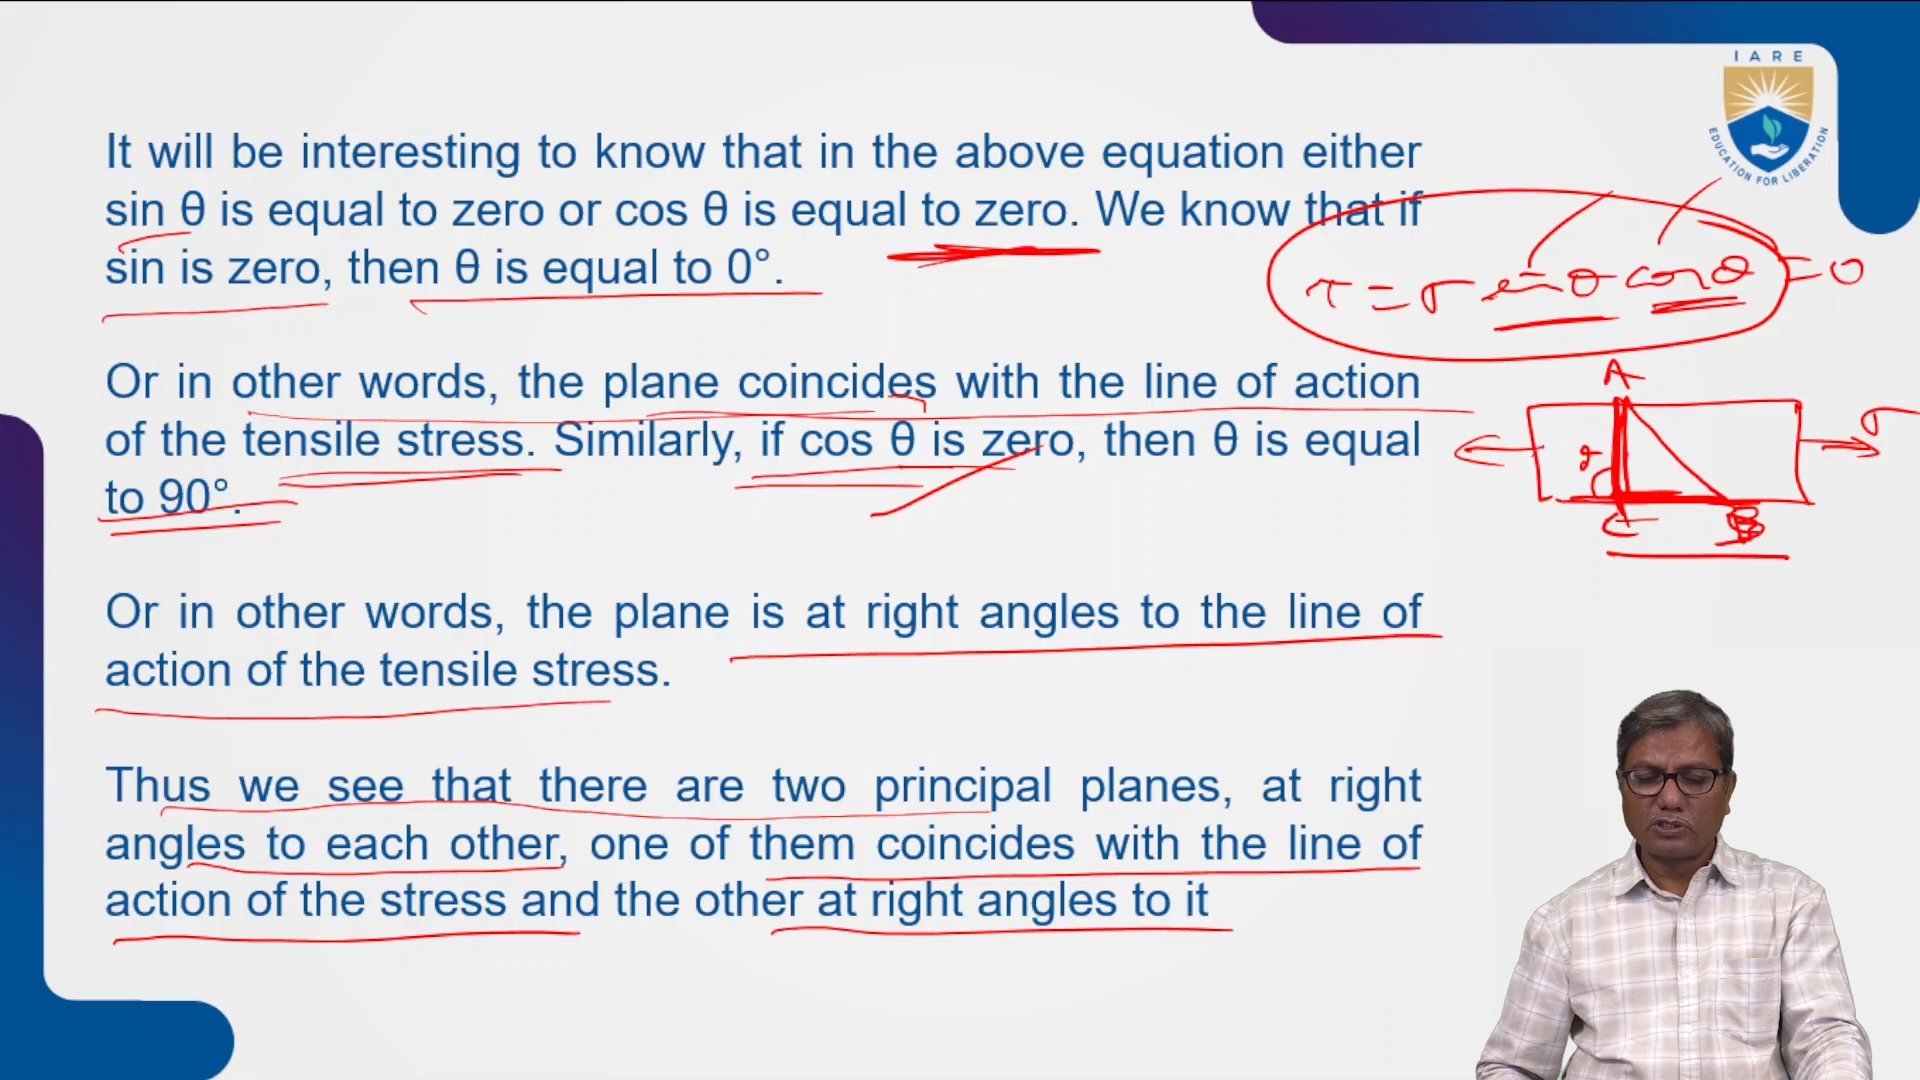 IARE
EDUCATION FOR LIBERATION
It will be interesting to know that in the above equation either
sin θ is equal to zero or cos θ is equal to zero. We know that if
sin is zero, then θ is equal to 0°.
τ = σ sin θ cos θ = 0
Or in other words, the plane coincides with the line of action
of the tensile stress. Similarly, if cos θ is zero, then θ is equal
to 90°.
A
σ
C
B
Or in other words, the plane is at right angles to the line of
action of the tensile stress.
Thus we see that there are two principal planes, at right
angles to each other, one of them coincides with the line of
action of the stress and the other at right angles to it